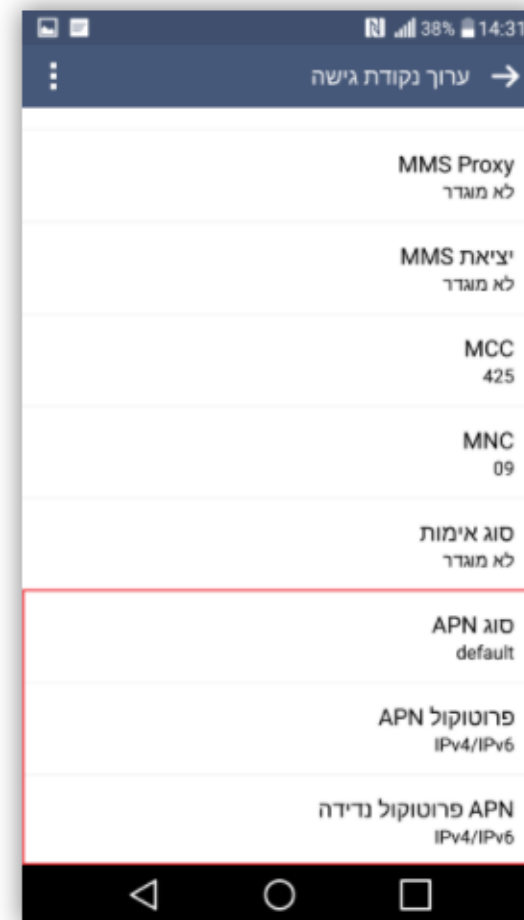 38% 14:31
ערוך נקודת גישה
MMS Proxy
לא מוגדר
יציאת MMS
לא מוגדר
MCC
425
MNC
09
סוג אימות
לא מוגדר
סוג APN
default
פרוטוקול APN
IPv4/IPv6
APN פרוטוקול נדידה
IPv4/IPv6